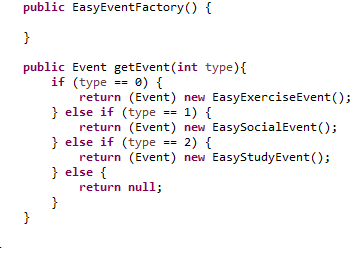 public EasyEventFactory() {
}
public Event getEvent(int type){
if (type == 0) {
return (Event) new EasyExerciseEvent();
} else if (type == 1) {
return (Event) new EasySocialEvent();
} else if (type == 2) {
return (Event) new EasyStudyEvent();
} else {
return null;
}
}